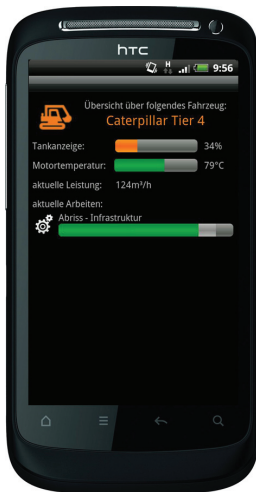 hTC
H
9:56
Übersicht über folgendes Fahrzeug:
Caterpillar Tier 4
Tankanzeige: 34%
Motortemperatur: 79°C
aktuelle Leistung: 124m³/h
aktuelle Arbeiten:
Abriss - Infrastruktur